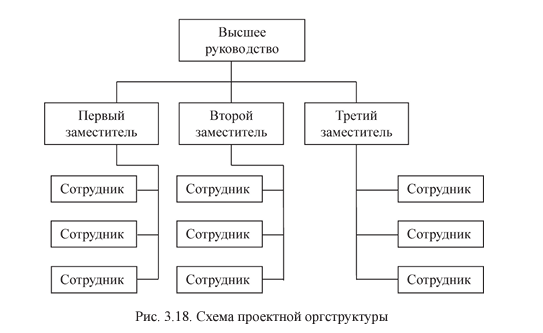 Высшее
руководство
Первый
заместитель
Второй
заместитель
Третий
заместитель
Сотрудник
Сотрудник
Сотрудник
Сотрудник
Сотрудник
Сотрудник
Сотрудник
Сотрудник
Сотрудник
Рис. 3.18. Схема проектной оргструктуры